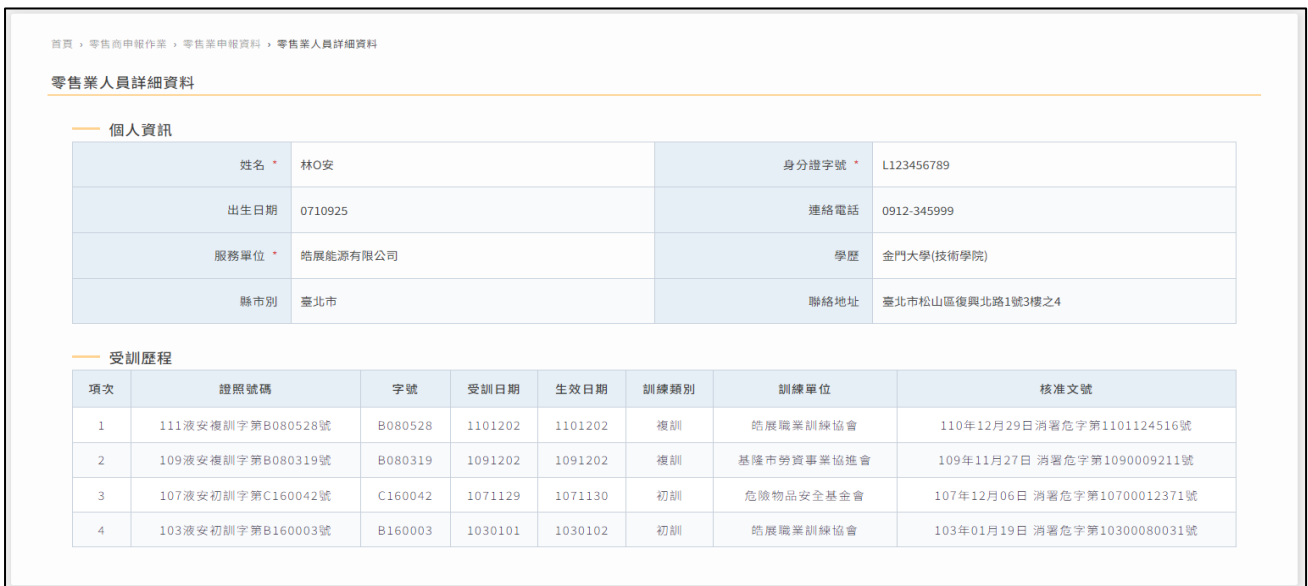 首頁 › 零售商申報作業 › 零售業申報資料 › 零售業人員詳細資料
零售業人員詳細資料
個人資訊
姓名 * 林O安 身分證字號 * L123456789
出生日期 0710925 連絡電話 0912-345999
服務單位 * 皓展能源有限公司 學歷 金門大學(技術學院)
縣市別 臺北市 聯絡地址 臺北市松山區復興北路1號3樓之4
受訓歷程
項次 證照號碼 字號 受訓日期 生效日期 訓練類別 訓練單位 核准文號
1 111液安複訓字第B080528號 B080528 1101202 1101202 複訓 皓展職業訓練協會 110年12月29日消署危字第1101124516號
2 109液安複訓字第B080319號 B080319 1091202 1091202 複訓 基隆市勞資事業協進會 109年11月27日 消署危字第1090009211號
3 107液安初訓字第C160042號 C160042 1071129 1071130 初訓 危險物品安全基金會 107年12月06日 消署危字第10700012371號
4 103液安初訓字第B160003號 B160003 1030101 1030102 初訓 皓展職業訓練協會 103年01月19日 消署危字第10300080031號